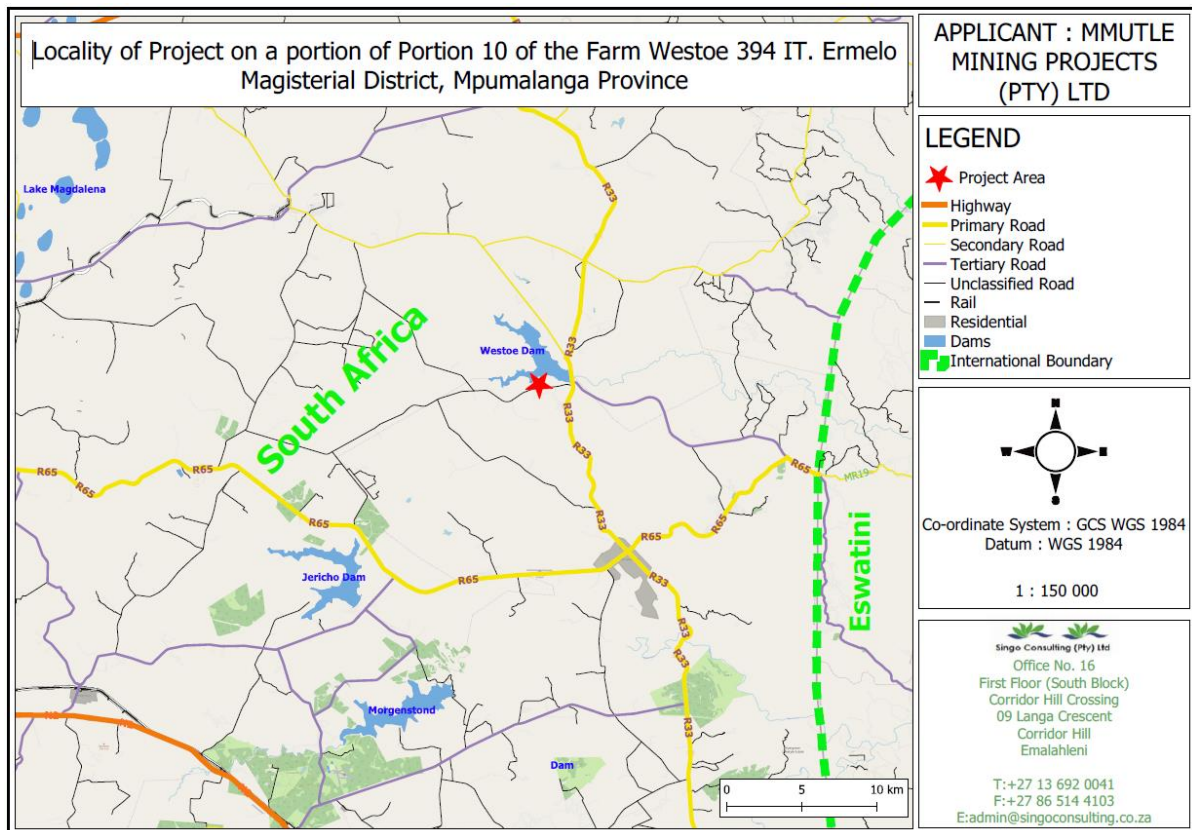 Locality of Project on a portion of Portion 10 of the Farm Westoe 394 IT. Ermelo
Magisterial District, Mpumalanga Province
APPLICANT : MMUTLE
MINING PROJECTS
(PTY) LTD
LEGEND
Project Area
Highway
Primary Road
Secondary Road
Tertiary Road
Unclassified Road
Rail
Residential
Dams
International Boundary
Lake Magdalena
R33
Westoe Dam
R33
South Africa
R33
R33
R65
R65
R65
R65
R65
R65
R65
MR19
R33
Jericho Dam
R65
R33
R33
R33
Eswatini
Morgenstond
N2
N2
R33
Dam
0 5 10 km
N
W E
S
Co-ordinate System : GCS WGS 1984
Datum : WGS 1984
1 : 150 000
Singo Consulting (Pty) Ltd
Office No. 16
First Floor (South Block)
Corridor Hill Crossing
09 Langa Crescent
Corridor Hill
Emalahleni
T:+27 13 692 0041
F:+27 86 514 4103
E:admin@singoconsulting.co.za